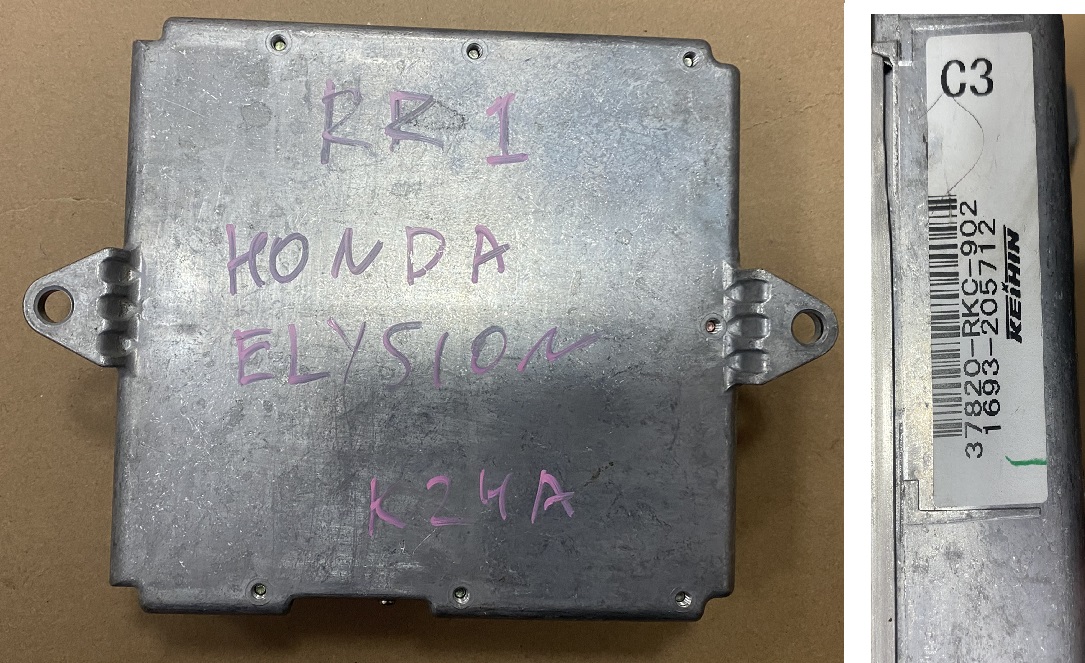 RR1
HONDA
ELYSION
K24A
C3
37820-RKC-902
1693-205712
KEIHIN